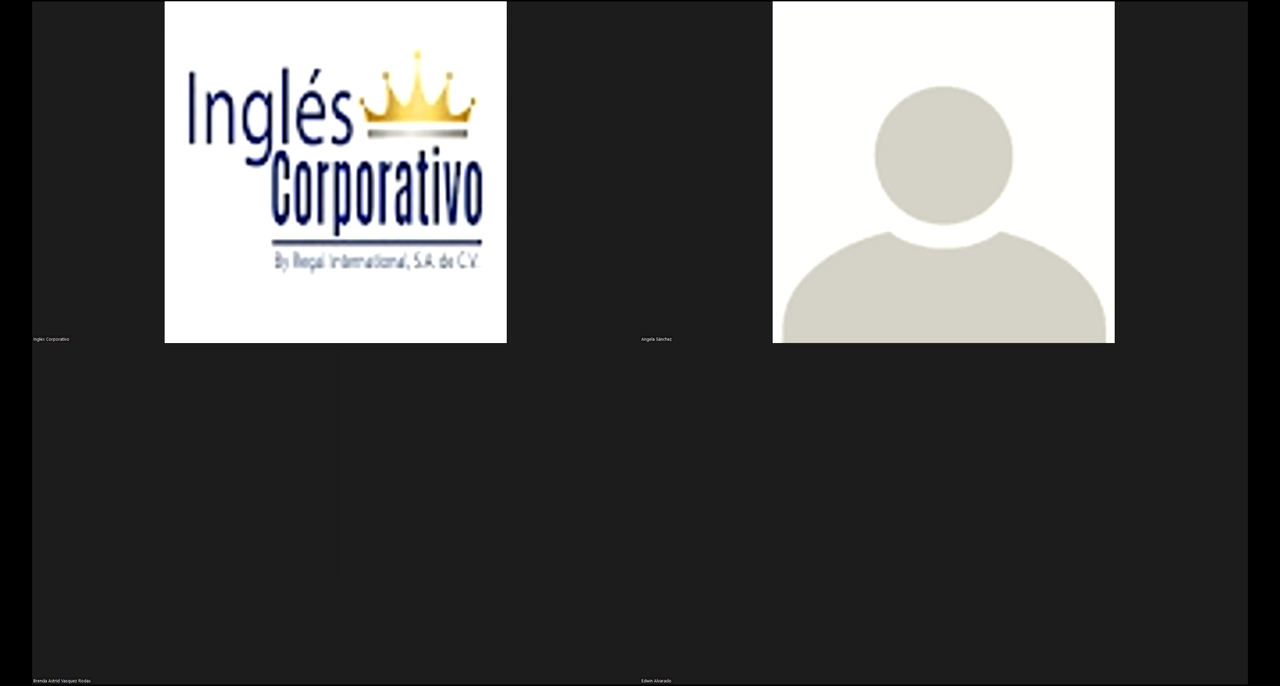 Inglés
Corporativo
By Regal International, S.A. de C.V.
Ingles Corporativo
Angela Sánchez
Brenda Astrid Vasquez Rodas
Edwin Alvarado